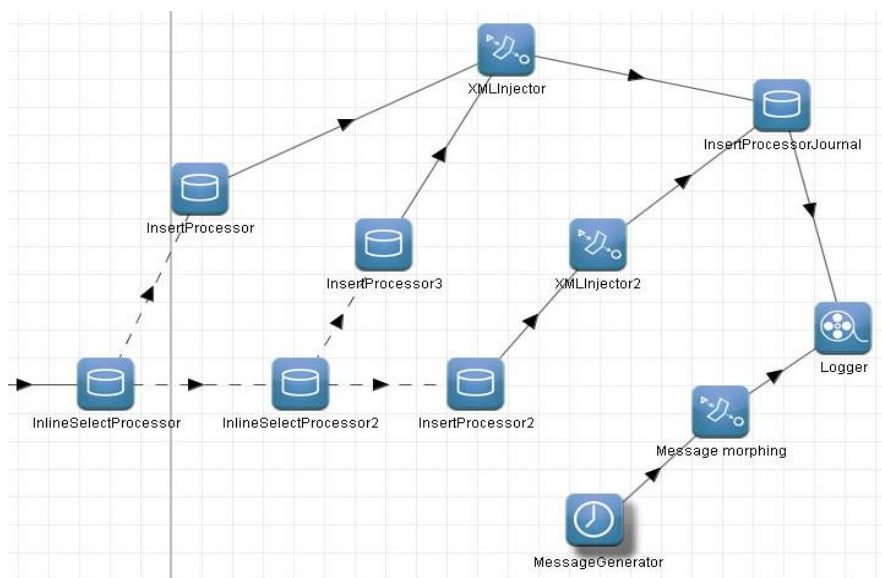 XMLInjector
InsertProcessorJournal
InsertProcessor
InsertProcessor3
XMLInjector2
Logger
InlineSelectProcessor
InlineSelectProcessor2
InsertProcessor2
Message morphing
MessageGenerator